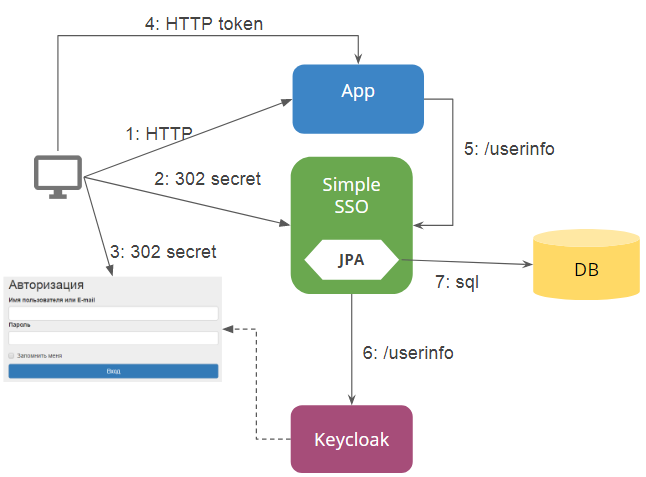 4: HTTP token
App
1: HTTP
5: /userinfo
2: 302 secret
Simple
SSO
3: 302 secret
JPA
DB
7: sql
Авторизация
Имя пользователя или E-mail
Пароль
Запомнить меня
Вход
6: /userinfo
Keycloak